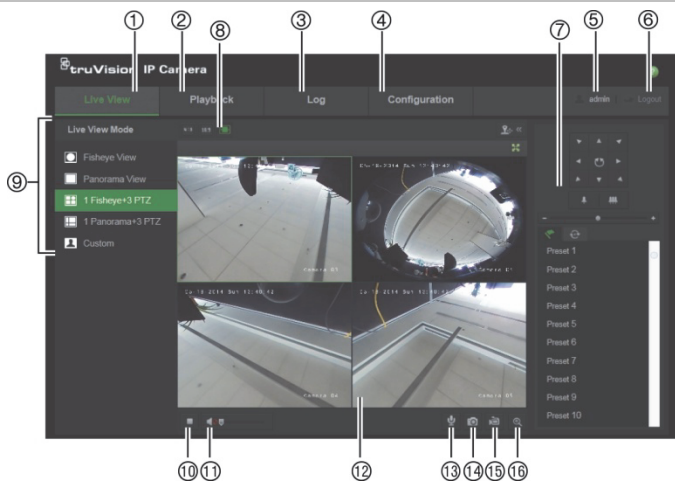 ① ② ③ ④ ⑤ ⑥ ⑦ ⑧
truVision IP Camera
Live View Playback Log Configuration admin Logout
Live View Mode
⑨
Fisheye View
Panorama View
1 Fisheye+3 PTZ
1 Panorama+3 PTZ
Custom
Camera 01
Camera 01
Preset 1
Preset 2
Preset 3
Preset 4
Preset 5
Preset 6
Preset 7
Preset 8
Preset 9
Preset 10
⑩ ⑪ ⑫ ⑬ ⑭ ⑮ ⑯